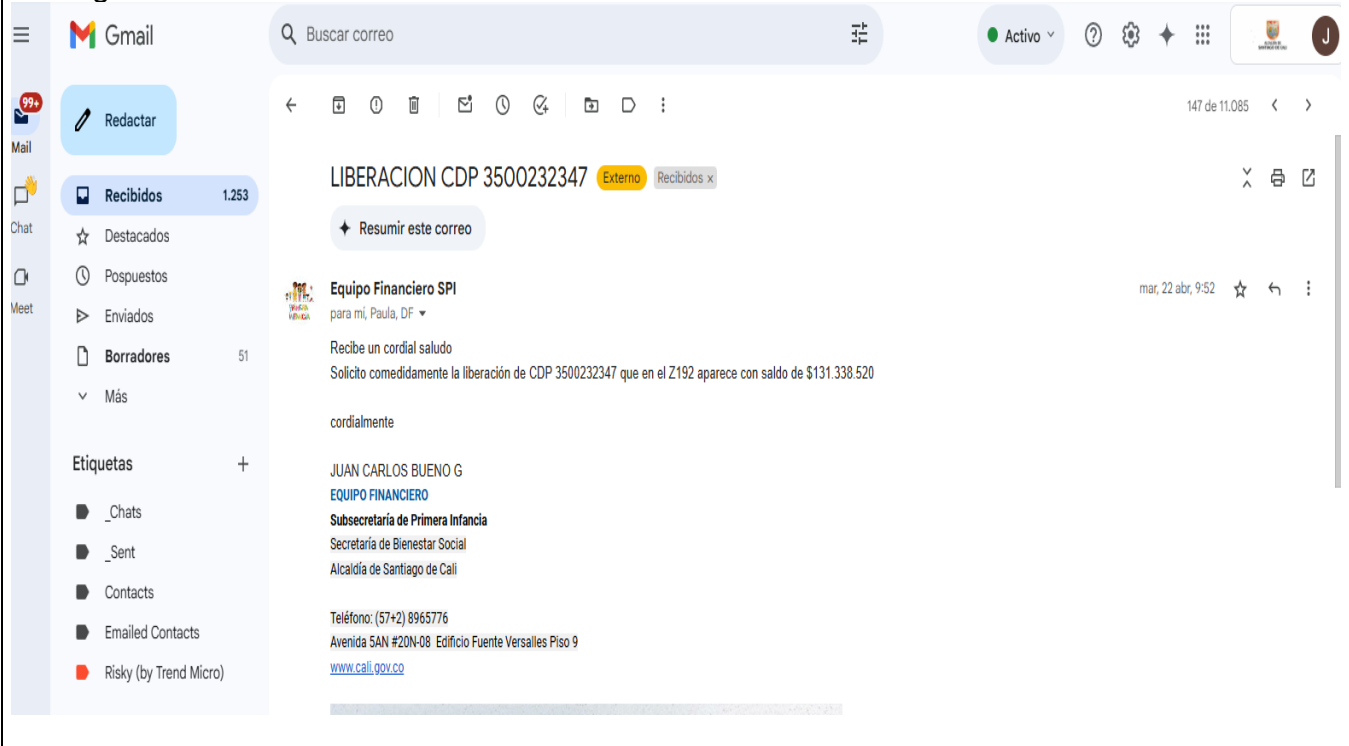 Gmail
Buscar correo
Activo
J
99+
Mail
Redactar
147 de 11.085
LIBERACION CDP 3500232347 Externo Recibidos x
Recibidos 1.253
Chat
Destacados
Resumir este correo
Pospuestos
Meet
Enviados
Borradores 51
Más
Equipo Financiero SPI
mar, 22 abr, 9:52
para mí, Paula, DF
Recibe un cordial saludo
Solicito comedidamente la liberación de CDP 3500232347 que en el Z192 aparece con saldo de $131.338.520
cordialmente
JUAN CARLOS BUENO G
EQUIPO FINANCIERO
Subsecretaría de Primera Infancia
Secretaría de Bienestar Social
Alcaldía de Santiago de Cali
Teléfono: (57+2) 8965776
Avenida 5AN #20N-08 Edificio Fuente Versalles Piso 9
www.cali.gov.co
Etiquetas
_Chats
_Sent
Contacts
Emailed Contacts
Risky (by Trend Micro)